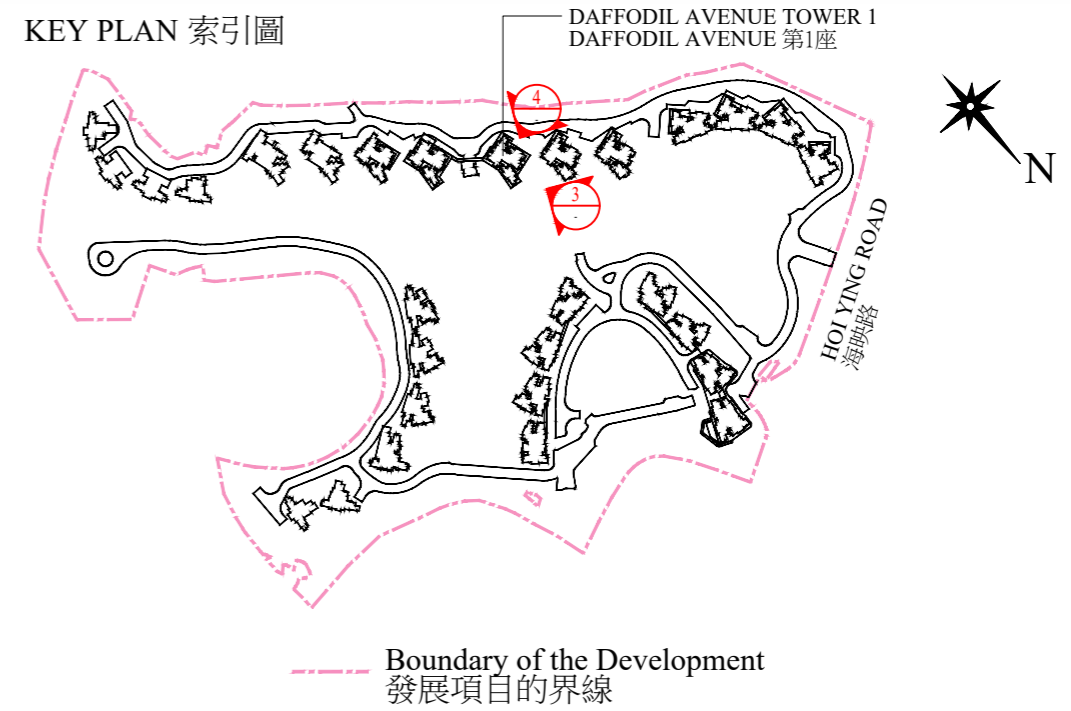 KEY PLAN 索引圖
DAFFODIL AVENUE TOWER 1
DAFFODIL AVENUE 第1座
4
3
-
N
HOI YING ROAD
海映路
Boundary of the Development
發展項目的界線